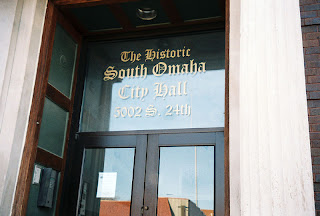 The Historic
South Omaha
City Hall
5002 S. 24th